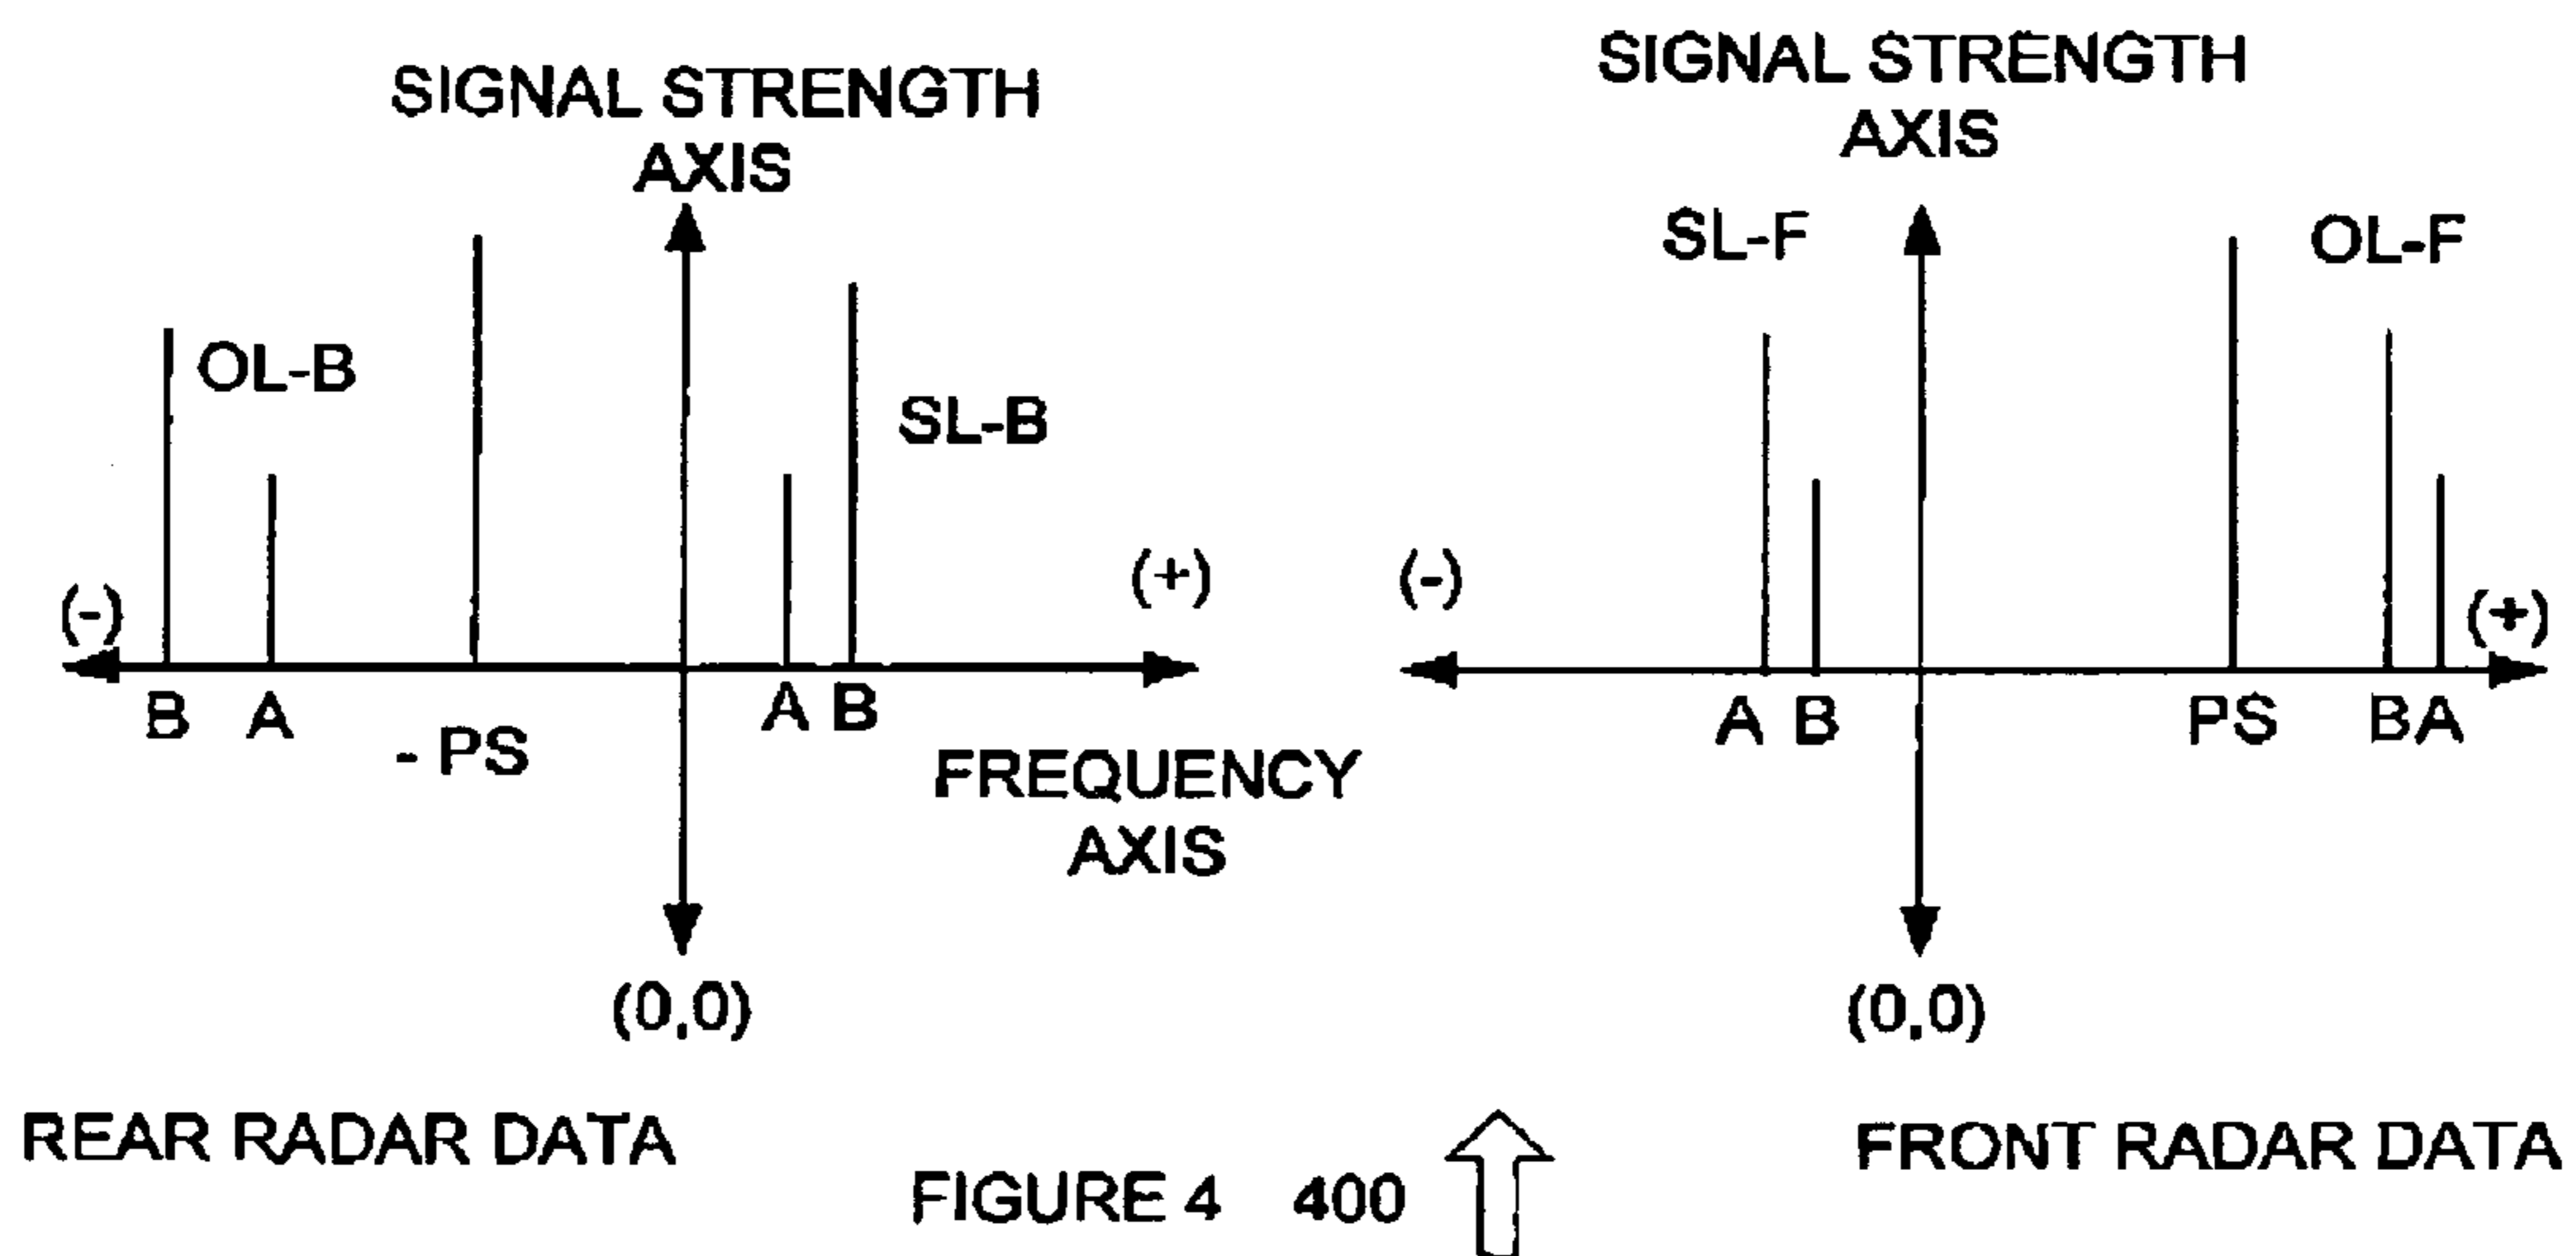 SIGNAL STRENGTH
AXIS
OL-B
SL-B
(-)
(+)
B A - PS A B
FREQUENCY
AXIS
(0,0)
REAR RADAR DATA
SIGNAL STRENGTH
AXIS
SL-F
OL-F
(-)
(+)
A B PS B A
(0,0)
FRONT RADAR DATA
FIGURE 4 400